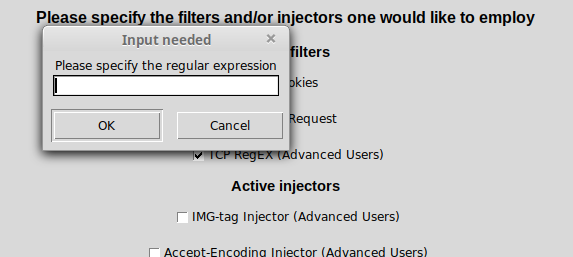 Please specify the filters and/or injectors one would like to employ
Input needed
Please specify the regular expression
filters
okies
OK
Cancel
Request
TCP RegEX (Advanced Users)
Active injectors
IMG-tag Injector (Advanced Users)
Accept-Encoding Injector (Advanced Users)